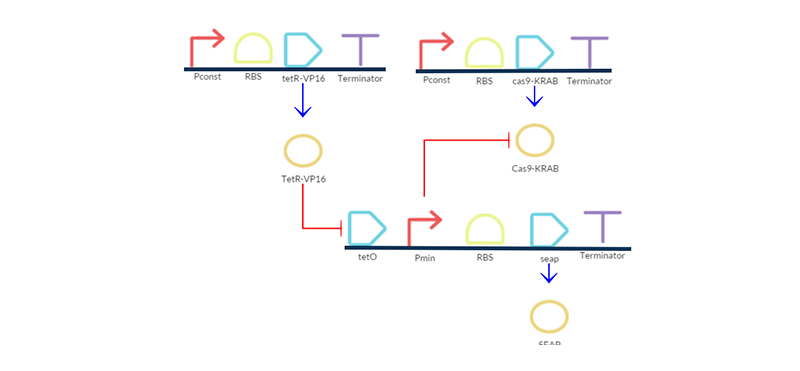 Pconst RBS tetR-VP16 Terminator
Pconst RBS cas9-KRAB Terminator
TetR-VP16
Cas9-KRAB
tetO Pmin RBS seap Terminator